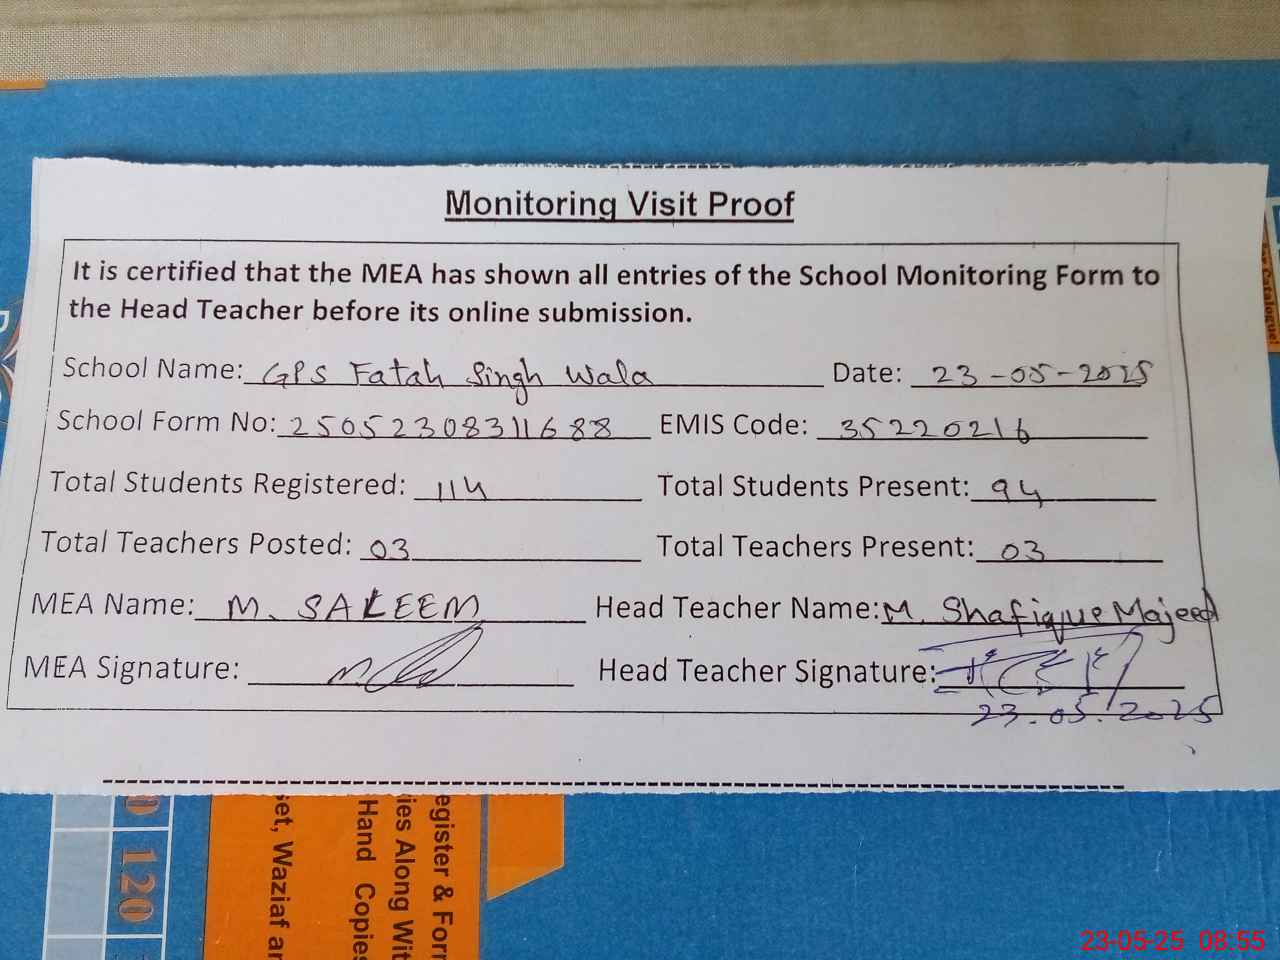 Monitoring Visit Proof
It is certified that the MEA has shown all entries of the School Monitoring Form to
the Head Teacher before its online submission.
School Name: GPS Fatah Singh Wala Date: 23-05-2025
School Form No: 25052308311688 EMIS Code: 35220216
Total Students Registered: 114 Total Students Present: 94
Total Teachers Posted: 03 Total Teachers Present: 03
MEA Name: M. SALEEM Head Teacher Name: M. Shafique Majeed
MEA Signature: Head Teacher Signature:
23.05.2025
egister & For
ies Along Wit
Hand Copies
et, Waziaf a
120
Catalogue!
23-05-25 08:55